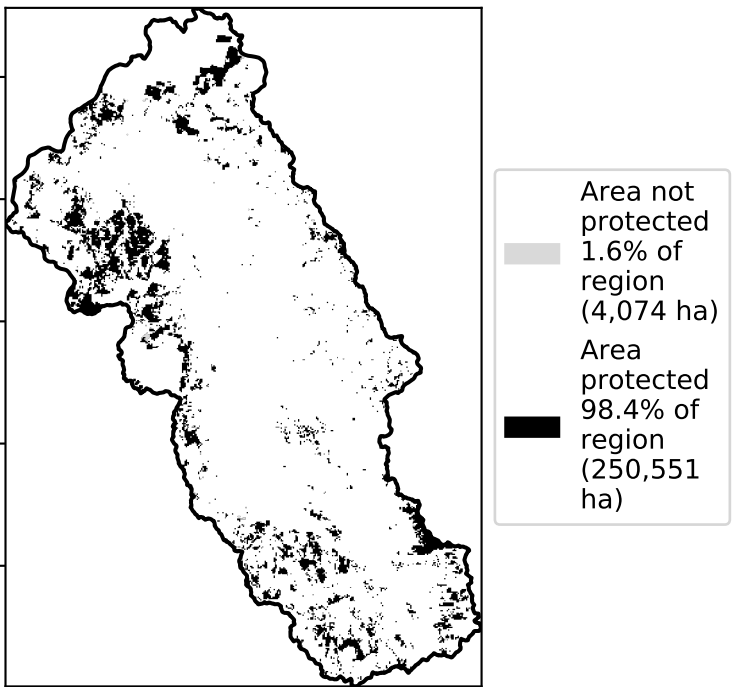 Area not
protected
1.6% of
region
(4,074 ha)
Area
protected
98.4% of
region
(250,551
ha)